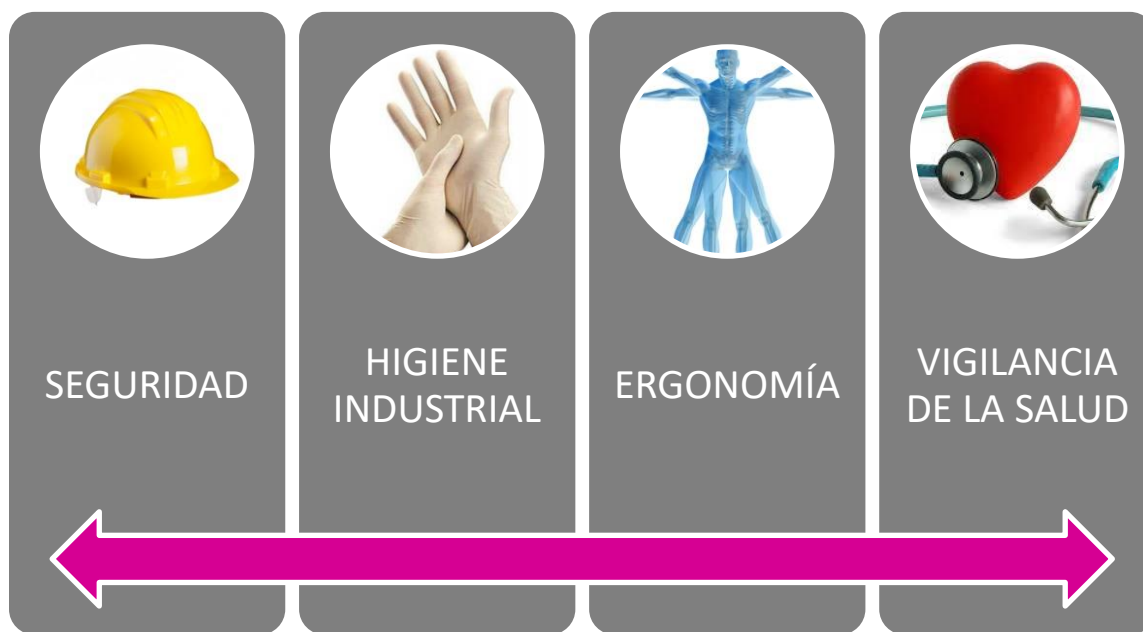 SEGURIDAD
HIGIENE
INDUSTRIAL
ERGONOMÍA
VIGILANCIA
DE LA SALUD